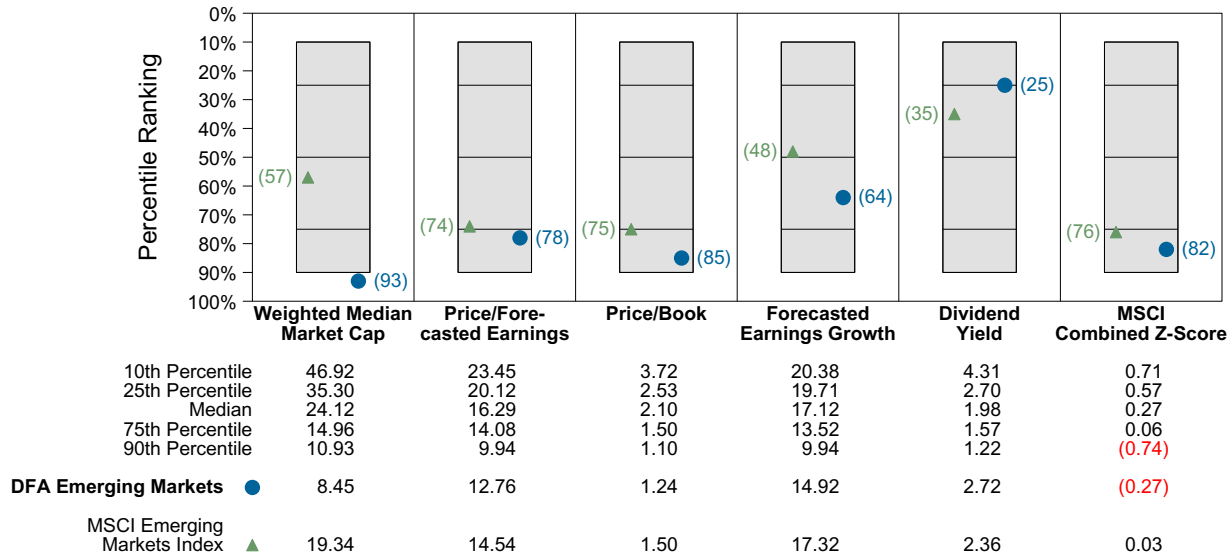 Percentile Ranking
0%
10%
20%
30%
40%
50%
60%
70%
80%
90%
100%
(57)
(93)
(74)
(78)
(75)
(85)
(48)
(64)
(35)
(25)
(76)
(82)
Weighted Median Market Cap
Price/Fore-casted Earnings
Price/Book
Forecasted Earnings Growth
Dividend Yield
MSCI Combined Z-Score
10th Percentile 46.92 23.45 3.72 20.38 4.31 0.71
25th Percentile 35.30 20.12 2.53 19.71 2.70 0.57
Median 24.12 16.29 2.10 17.12 1.98 0.27
75th Percentile 14.96 14.08 1.50 13.52 1.57 0.06
90th Percentile 10.93 9.94 1.10 9.94 1.22 (0.74)
DFA Emerging Markets 8.45 12.76 1.24 14.92 2.72 (0.27)
MSCI Emerging
Markets Index 19.34 14.54 1.50 17.32 2.36 0.03